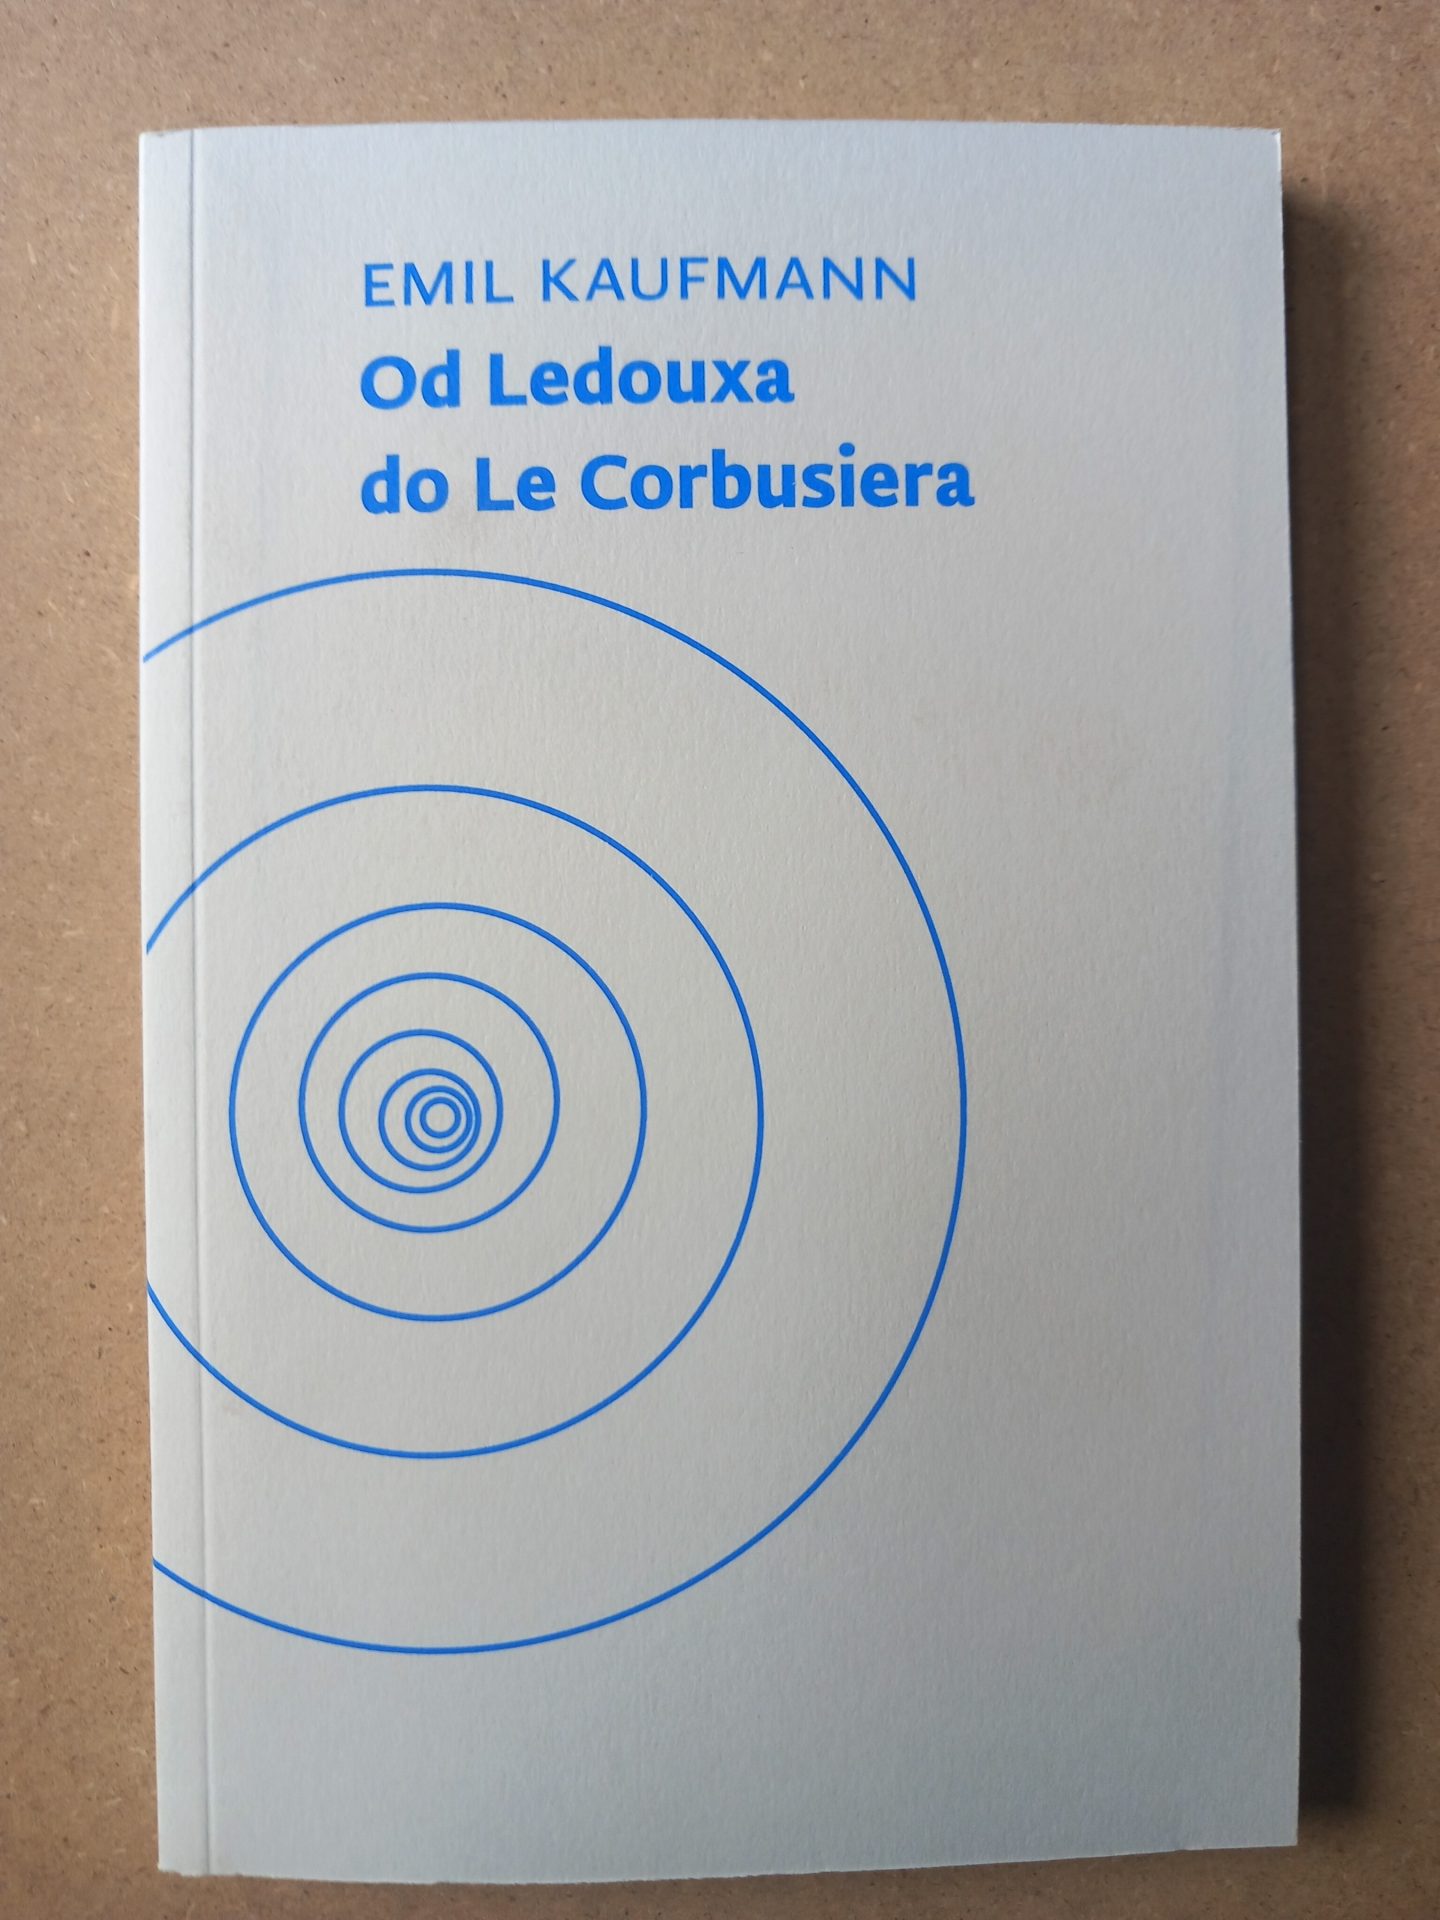 EMIL KAUFMANN
Od Ledouxa
do Le Corbusiera